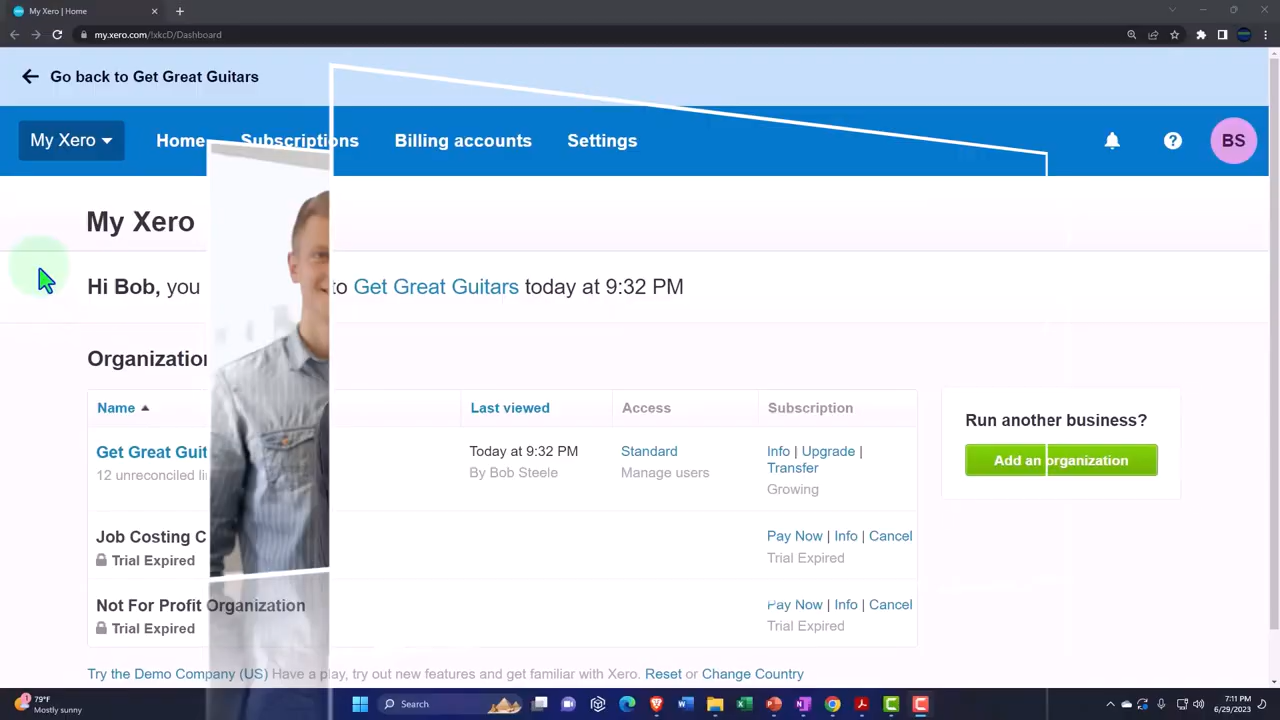 My Xero | Home
my.xero.com/!xkcD/Dashboard
Go back to Get Great Guitars
My Xero Home Subscriptions Billing accounts Settings BS
My Xero
Hi Bob, you to Get Great Guitars today at 9:32 PM
Organization
Name Last viewed Access Subscription
Get Great Guit Today at 9:32 PM Standard Info | Upgrade |
Transfer
12 unreconciled li By Bob Steele Manage users
Growing
Job Costing C Pay Now | Info | Cancel
Trial Expired Trial Expired
Not For Profit Organization Pay Now | Info | Cancel
Trial Expired Trial Expired
Run another business?
Add an organization
Try the Demo Company (US) Have a play, try out new features and get familiar with Xero. Reset or Change Country
79°F
Mostly sunny
Search
7:11 PM
6/29/2023